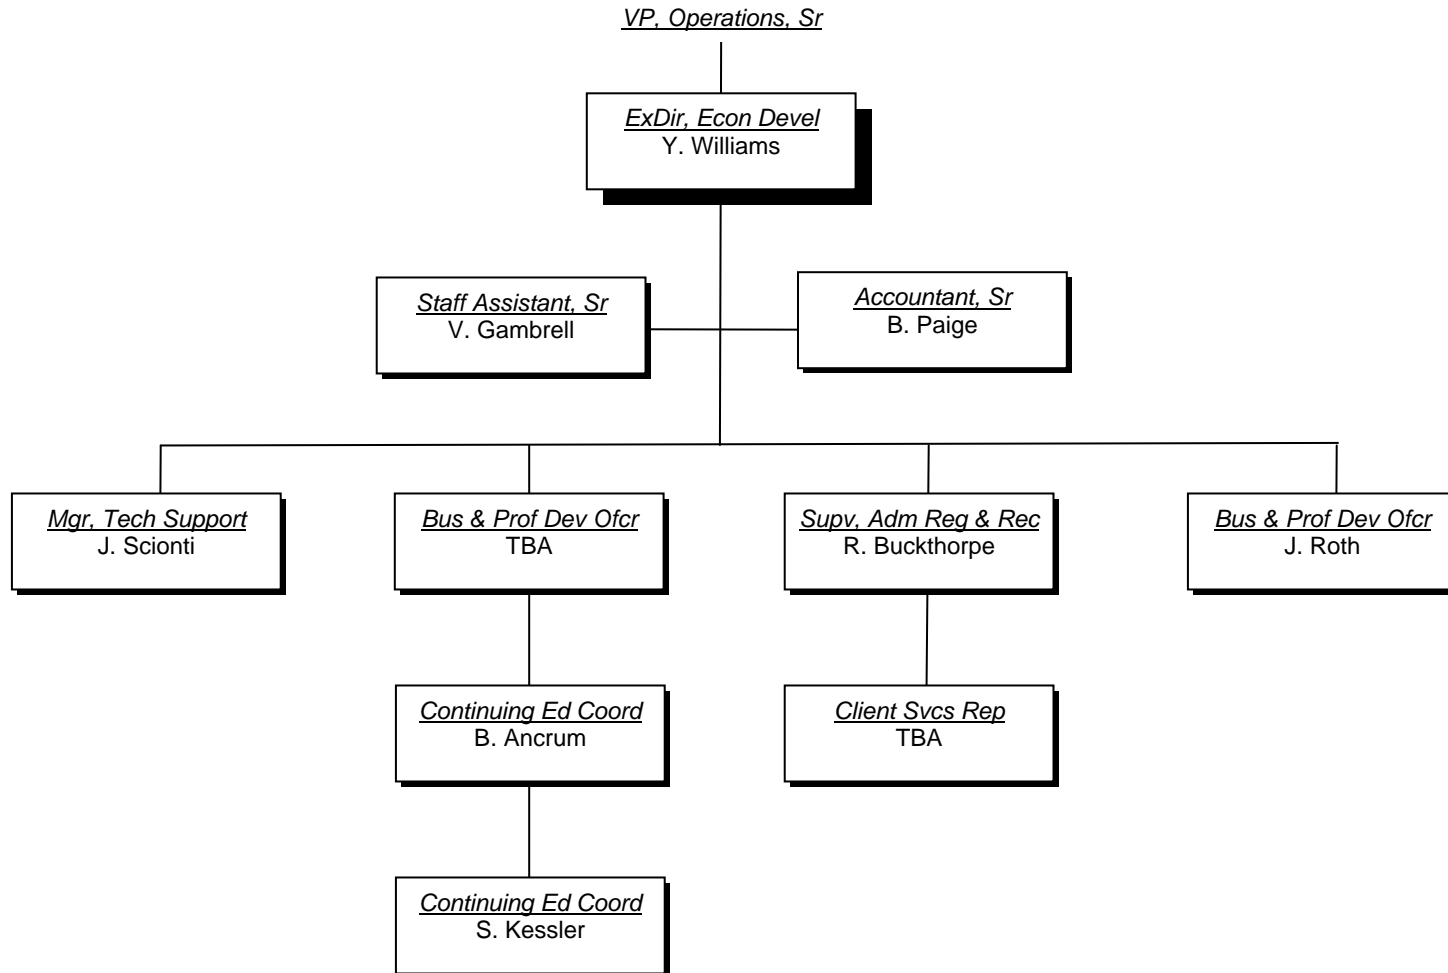 VP, Operations, Sr
ExDir, Econ Devel
Y. Williams
Staff Assistant, Sr
V. Gambrell
Accountant, Sr
B. Paige
Mgr, Tech Support
J. Scionti
Bus & Prof Dev Ofcr
TBA
Supv, Adm Reg & Rec
R. Buckthorpe
Bus & Prof Dev Ofcr
J. Roth
Continuing Ed Coord
B. Ancrum
Client Svcs Rep
TBA
Continuing Ed Coord
S. Kessler